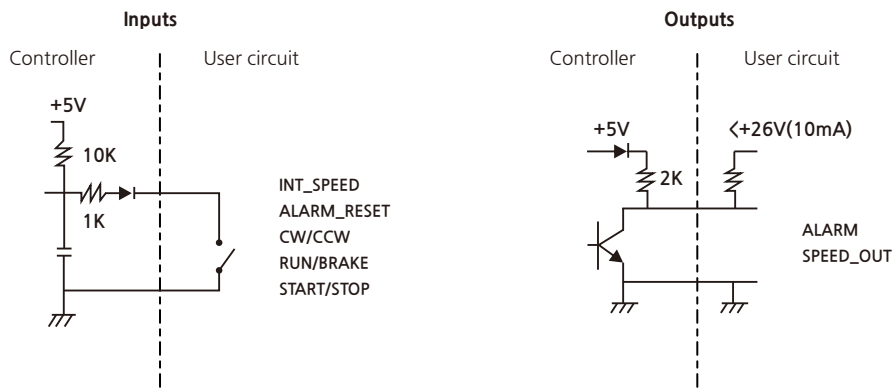 Inputs
Controller
User circuit
+5V
10K
1K
INT_SPEED
ALARM_RESET
CW/CCW
RUN/BRAKE
START/STOP
Outputs
Controller
User circuit
+5V
<+26V(10mA)
2K
ALARM
SPEED_OUT